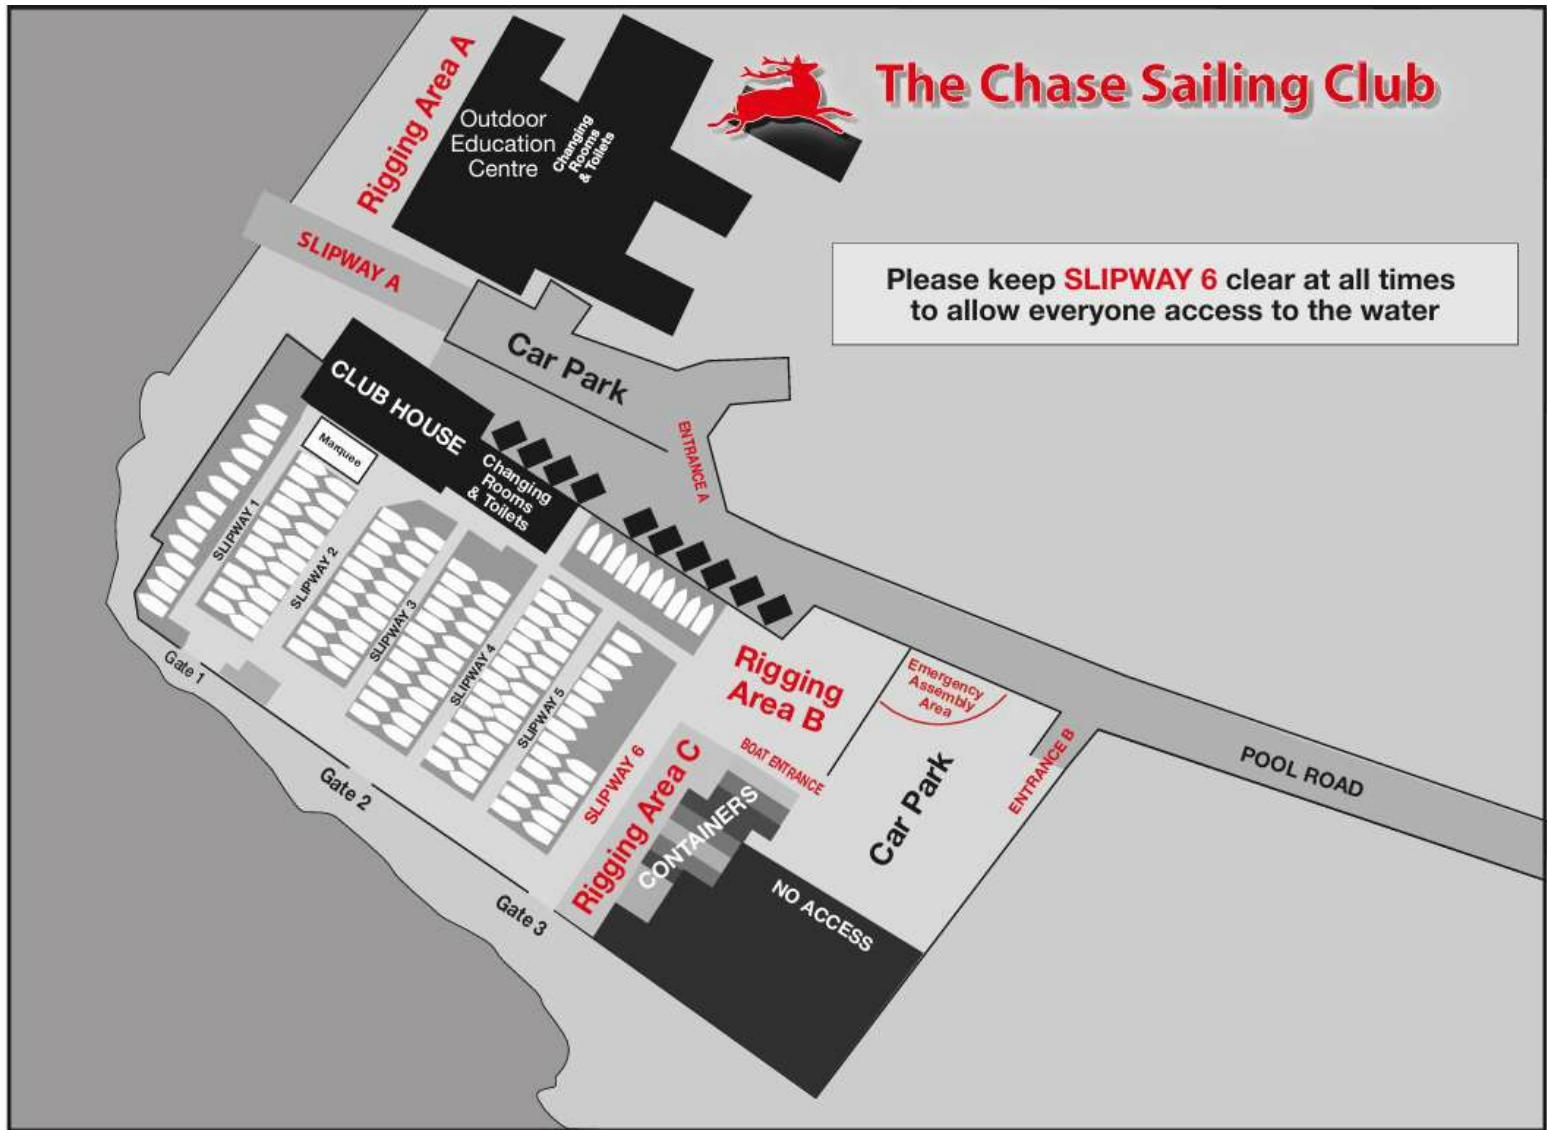 The Chase Sailing Club
Rigging Area A
Outdoor
Education
Centre
Changing
Rooms
& Toilets
SLIPWAY A
Please keep SLIPWAY 6 clear at all times
to allow everyone access to the water
Car Park
CLUB HOUSE
Marquee
Changing
Rooms
& Toilets
ENTRANCE A
SLIPWAY 1
SLIPWAY 2
SLIPWAY 3
SLIPWAY 4
SLIPWAY 5
SLIPWAY 6
Gate 1
Gate 2
Gate 3
Rigging
Area B
Emergency
Assembly
Area
BOAT ENTRANCE
Rigging Area C
CONTAINERS
Car Park
ENTRANCE B
POOL ROAD
NO ACCESS